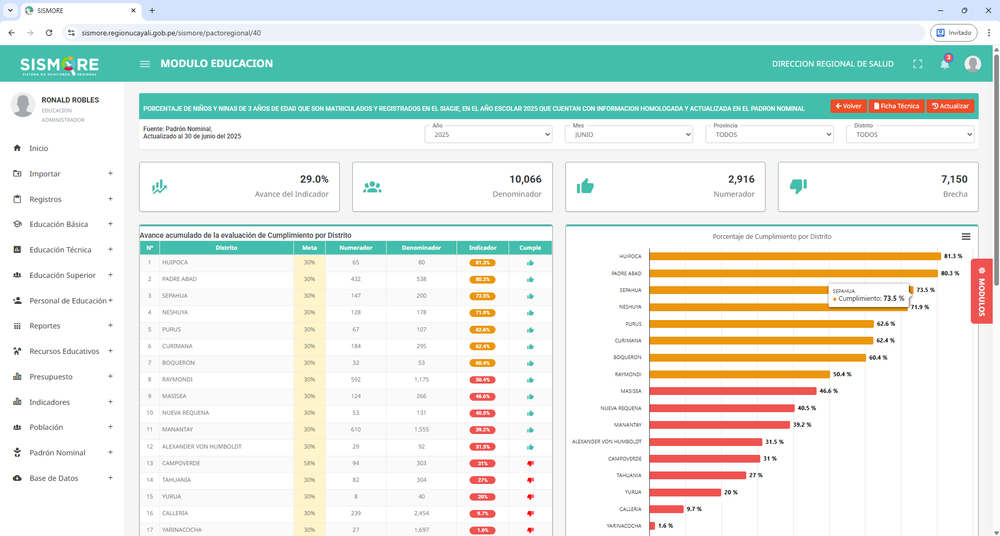 SISMORE
sismore.regionucayali.gob.pe/sismore/pactoregional/40
Invitado
SISMORE
SISTEMA DE MONITOREO REGIONAL
MODULO EDUCACION
DIRECCION REGIONAL DE SALUD
3
RONALD ROBLES
EDUCACION
ADMINISTRADOR
Inicio
Importar +
Registros +
Educación Básica +
Educación Técnica +
Educación Superior +
Personal de Educación +
Reportes +
Recursos Educativos +
Presupuesto +
Indicadores +
Población +
Padrón Nominal +
Base de Datos +
PORCENTAJE DE NIÑOS Y NINAS DE 3 AÑOS DE EDAD QUE SON MATRICULADOS Y REGISTRADOS EN EL SIAGIE, EN EL AÑO ESCOLAR 2025 QUE CUENTAN CON INFORMACION HOMOLOGADA Y ACTUALIZADA EN EL PADRON NOMINAL
Volver
Ficha Técnica
Actualizar
Fuente: Padrón Nominal,
Actualizado al 30 de junio del 2025
Año
2025
Mes
JUNIO
Provincia
TODOS
Distrito
TODOS
29.0%
Avance del Indicador
10,066
Denominador
2,916
Numerador
7,150
Brecha
Avance acumulado de la evaluación de Cumplimiento por Distrito
N° Distrito Meta Numerador Denominador Indicador Cumple
1 HUIPOCA 30% 65 80 81.3%
2 PADRE ABAD 30% 432 538 80.3%
3 SEPAHUA 30% 147 200 73.5%
4 NESHUYA 30% 128 178 71.9%
5 PURUS 30% 67 107 62.6%
6 CURIMANA 30% 184 295 62.4%
7 BOQUERON 30% 32 53 60.4%
8 RAYMONDI 30% 592 1,175 50.4%
9 MASISEA 30% 124 266 46.6%
10 NUEVA REQUENA 30% 53 131 40.5%
11 MANANTAY 30% 610 1,555 39.2%
12 ALEXANDER VON HUMBOLDT 30% 29 92 31.5%
13 CAMPOVERDE 58% 94 303 31%
14 TAHUANIA 30% 82 304 27%
15 YURUA 30% 8 40 20%
16 CALLERIA 30% 239 2,454 9.7%
17 YARINACOCHA 30% 27 1,697 1.6%
Porcentaje de Cumplimiento por Distrito
HUIPOCA 81.3 %
PADRE ABAD 80.3 %
SEPAHUA 73.5 %
SEPAHUA
Cumplimiento: 73.5 %
NESHUYA 71.9 %
PURUS 62.6 %
CURIMANA 62.4 %
BOQUERON 60.4 %
RAYMONDI 50.4 %
MASISEA 46.6 %
NUEVA REQUENA 40.5 %
MANANTAY 39.2 %
ALEXANDER VON HUMBOLDT 31.5 %
CAMPOVERDE 31 %
TAHUANIA 27 %
YURUA 20 %
CALLERIA 9.7 %
YARINACOCHA 1.6 %
MODULOS